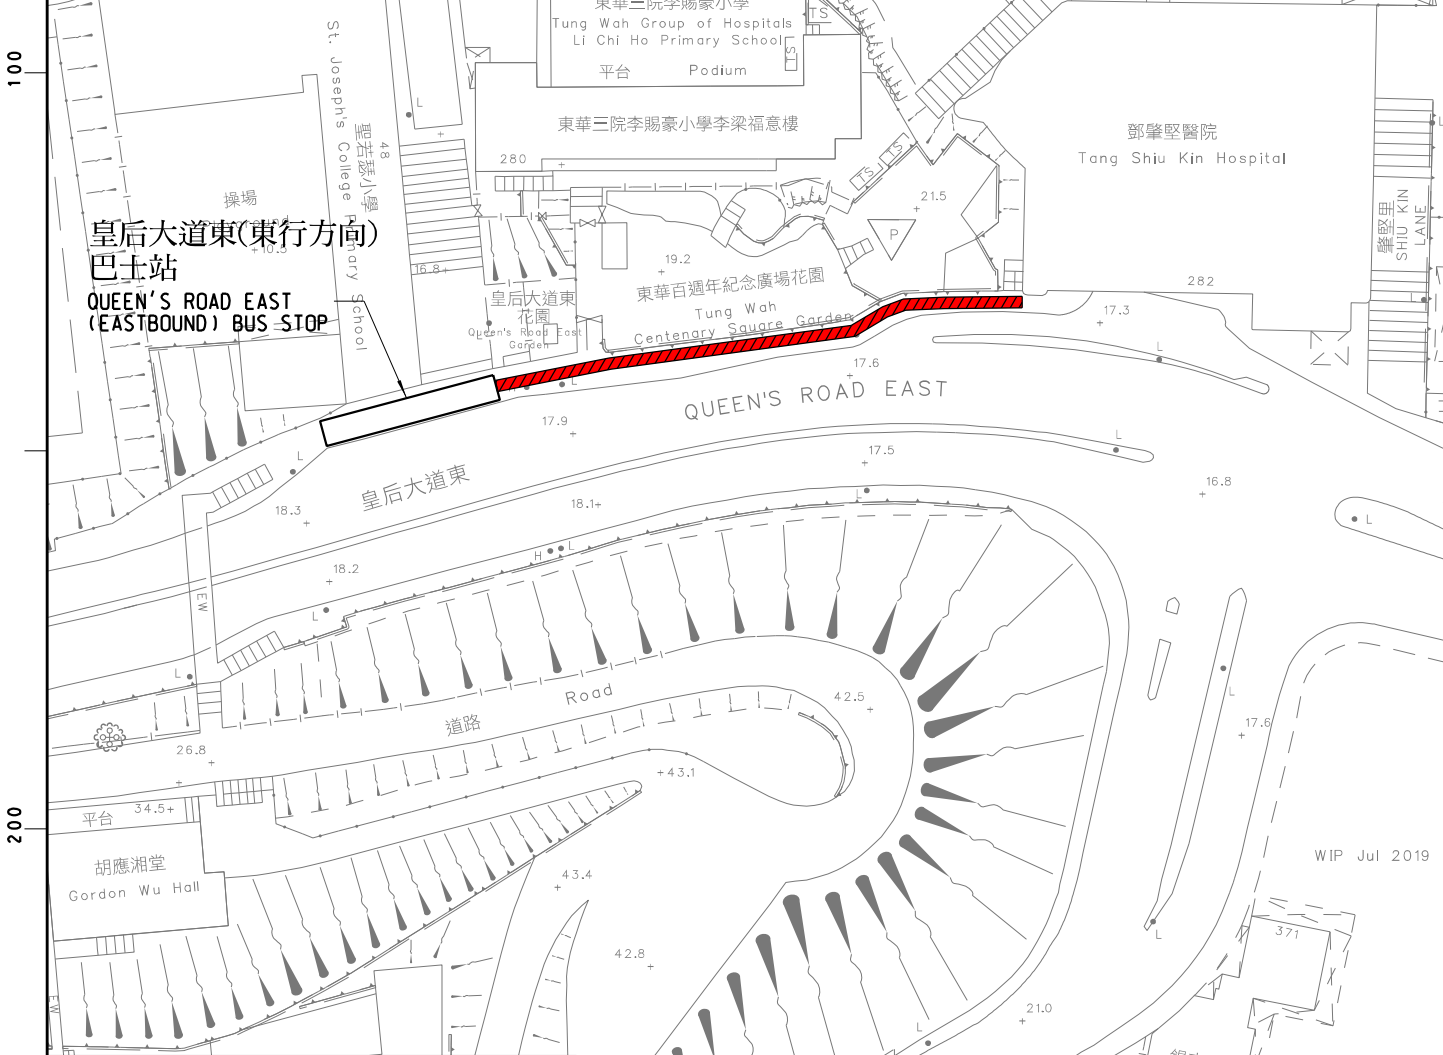 東華三院李賜豪小學
Tung Wah Group of Hospitals
Li Chi Ho Primary School
TS
ST
平台 Podium
100
St. Joseph's College Primary School
聖若瑟小學
48
L
東華三院李賜豪小學李梁福意樓
280
鄧肇堅醫院
Tang Shiu Kin Hospital
L
操場
Playground
+10.5
TS
TS
21.5
P
肇堅里
SHIU KIN
LANE
皇后大道東(東行方向)
巴士站
QUEEN'S ROAD EAST
(EASTBOUND) BUS STOP
16.8
19.2
東華百週年紀念廣場花園
Tung Wah
Centenary Square Garden
皇后大道東
花園
Queen's Road East
Garden
282
L
17.3
L
17.6
H
L
QUEEN'S ROAD EAST
17.9
L
17.5
皇后大道東
L
18.3
18.1
L
16.8
L
H
L
18.2
EW
L
L
道路
Road
42.5
L
17.6
26.8
43.1
平台
34.5
200
胡應湘堂
Gordon Wu Hall
43.4
WIP Jul 2019
L
371
42.8
EW
21.0
L